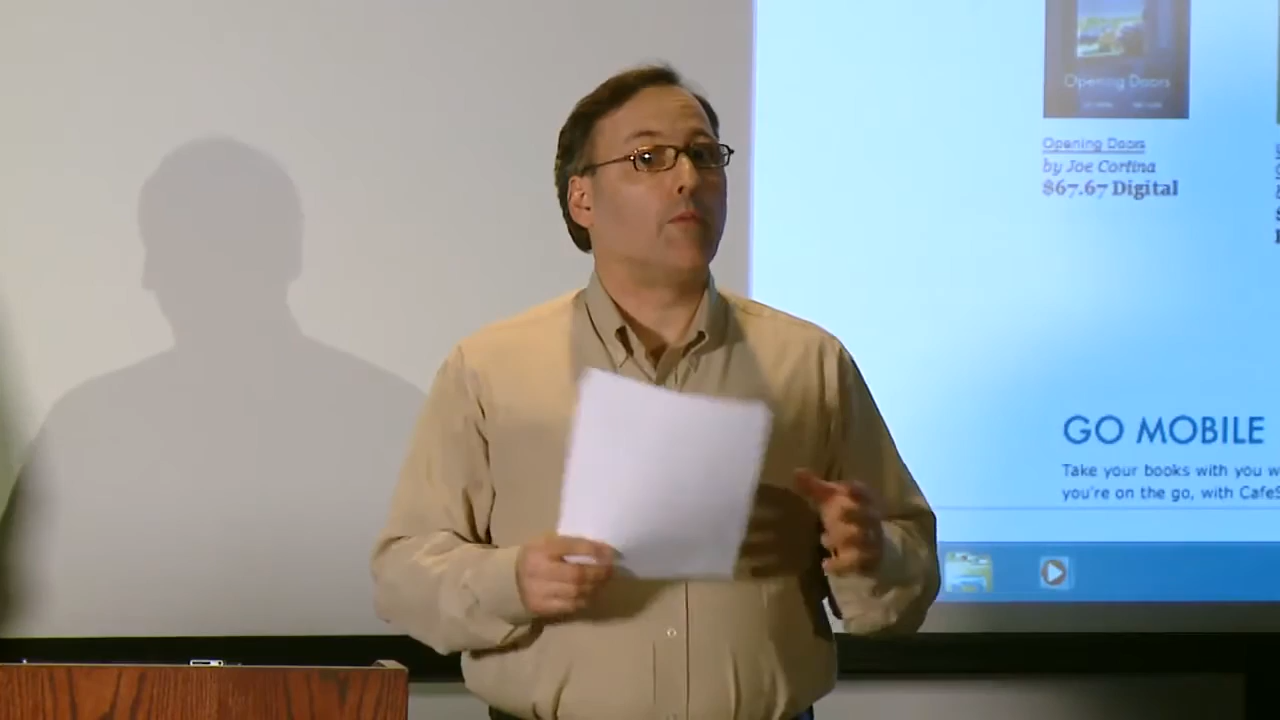 Opening Doors
Opening Doors
by Joe Cortina
$67.67 Digital
GO MOBILE
Take your books with you w
you're on the go, with CafeS